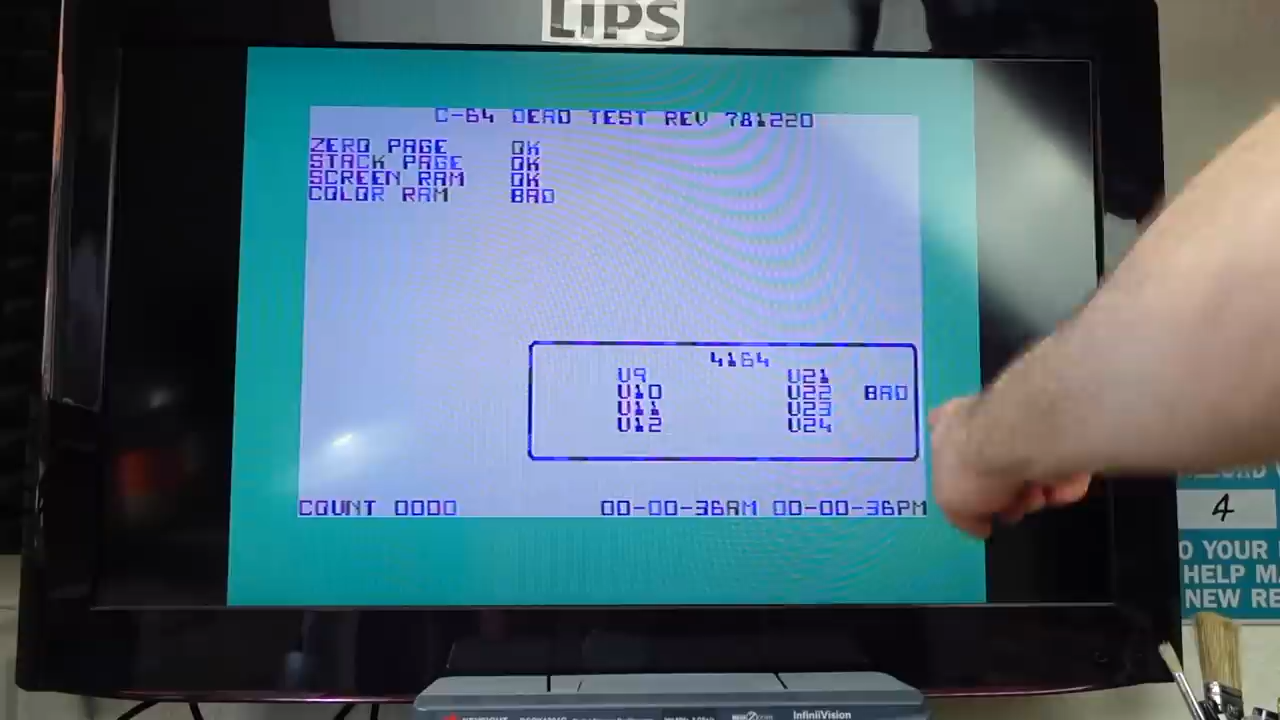 LIPS
C-64 DEAD TEST REV 781220
ZERO PAGE OK
STACK PAGE OK
SCREEN RAM OK
COLOR RAM BAD
4164
U9 U21
U10 U22 BAD
U11 U23
U12 U24
COUNT 0000 00-00-36AM 00-00-36PM
4
O YOUR
HELP
NEW RE
InfiniiVision